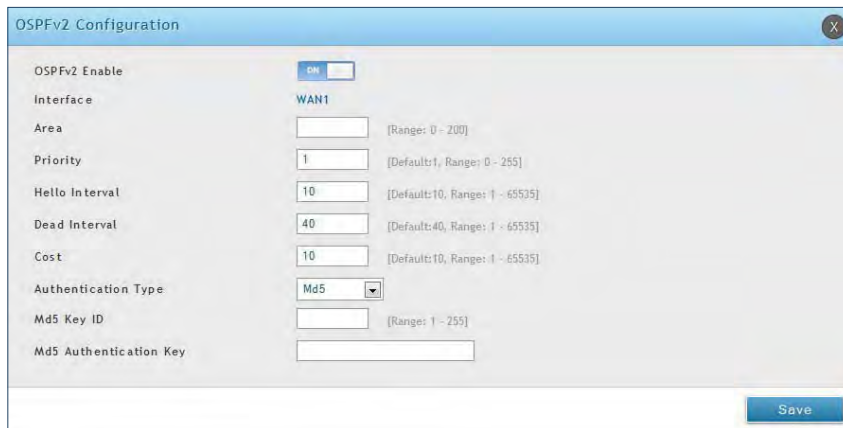 OSPFv2 Configuration
X
OSPFv2 Enable ON
Interface WAN1
Area [Range: 0 - 200]
Priority 1 [Default:1, Range: 0 - 255]
Hello Interval 10 [Default:10, Range: 1 - 65535]
Dead Interval 40 [Default:40, Range: 1 - 65535]
Cost 10 [Default:10, Range: 1 - 65535]
Authentication Type Md5
Md5 Key ID [Range: 1 - 255]
Md5 Authentication Key
Save